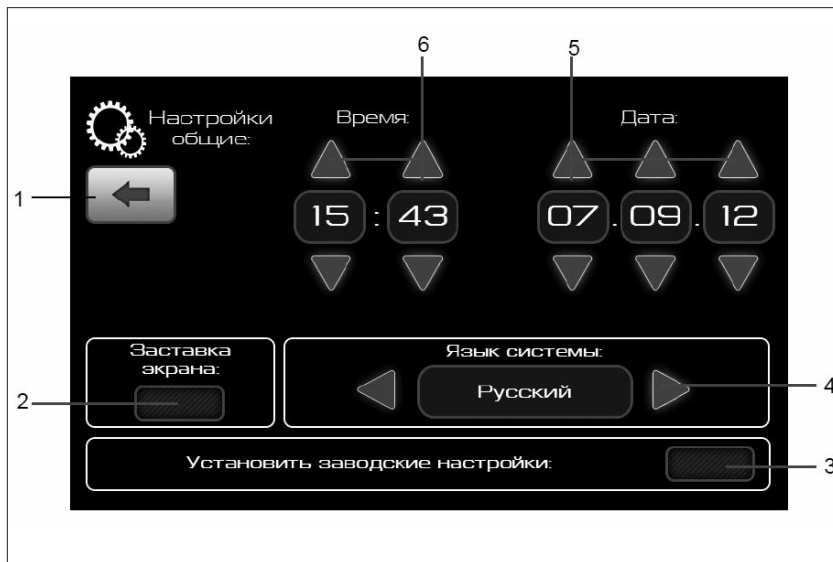 6
5
Настройки
общие:
Время:
Дата:
1
15 : 43
07.09.12
Заставка
экрана:
Язык системы:
2
Русский
4
Установить заводские настройки:
3